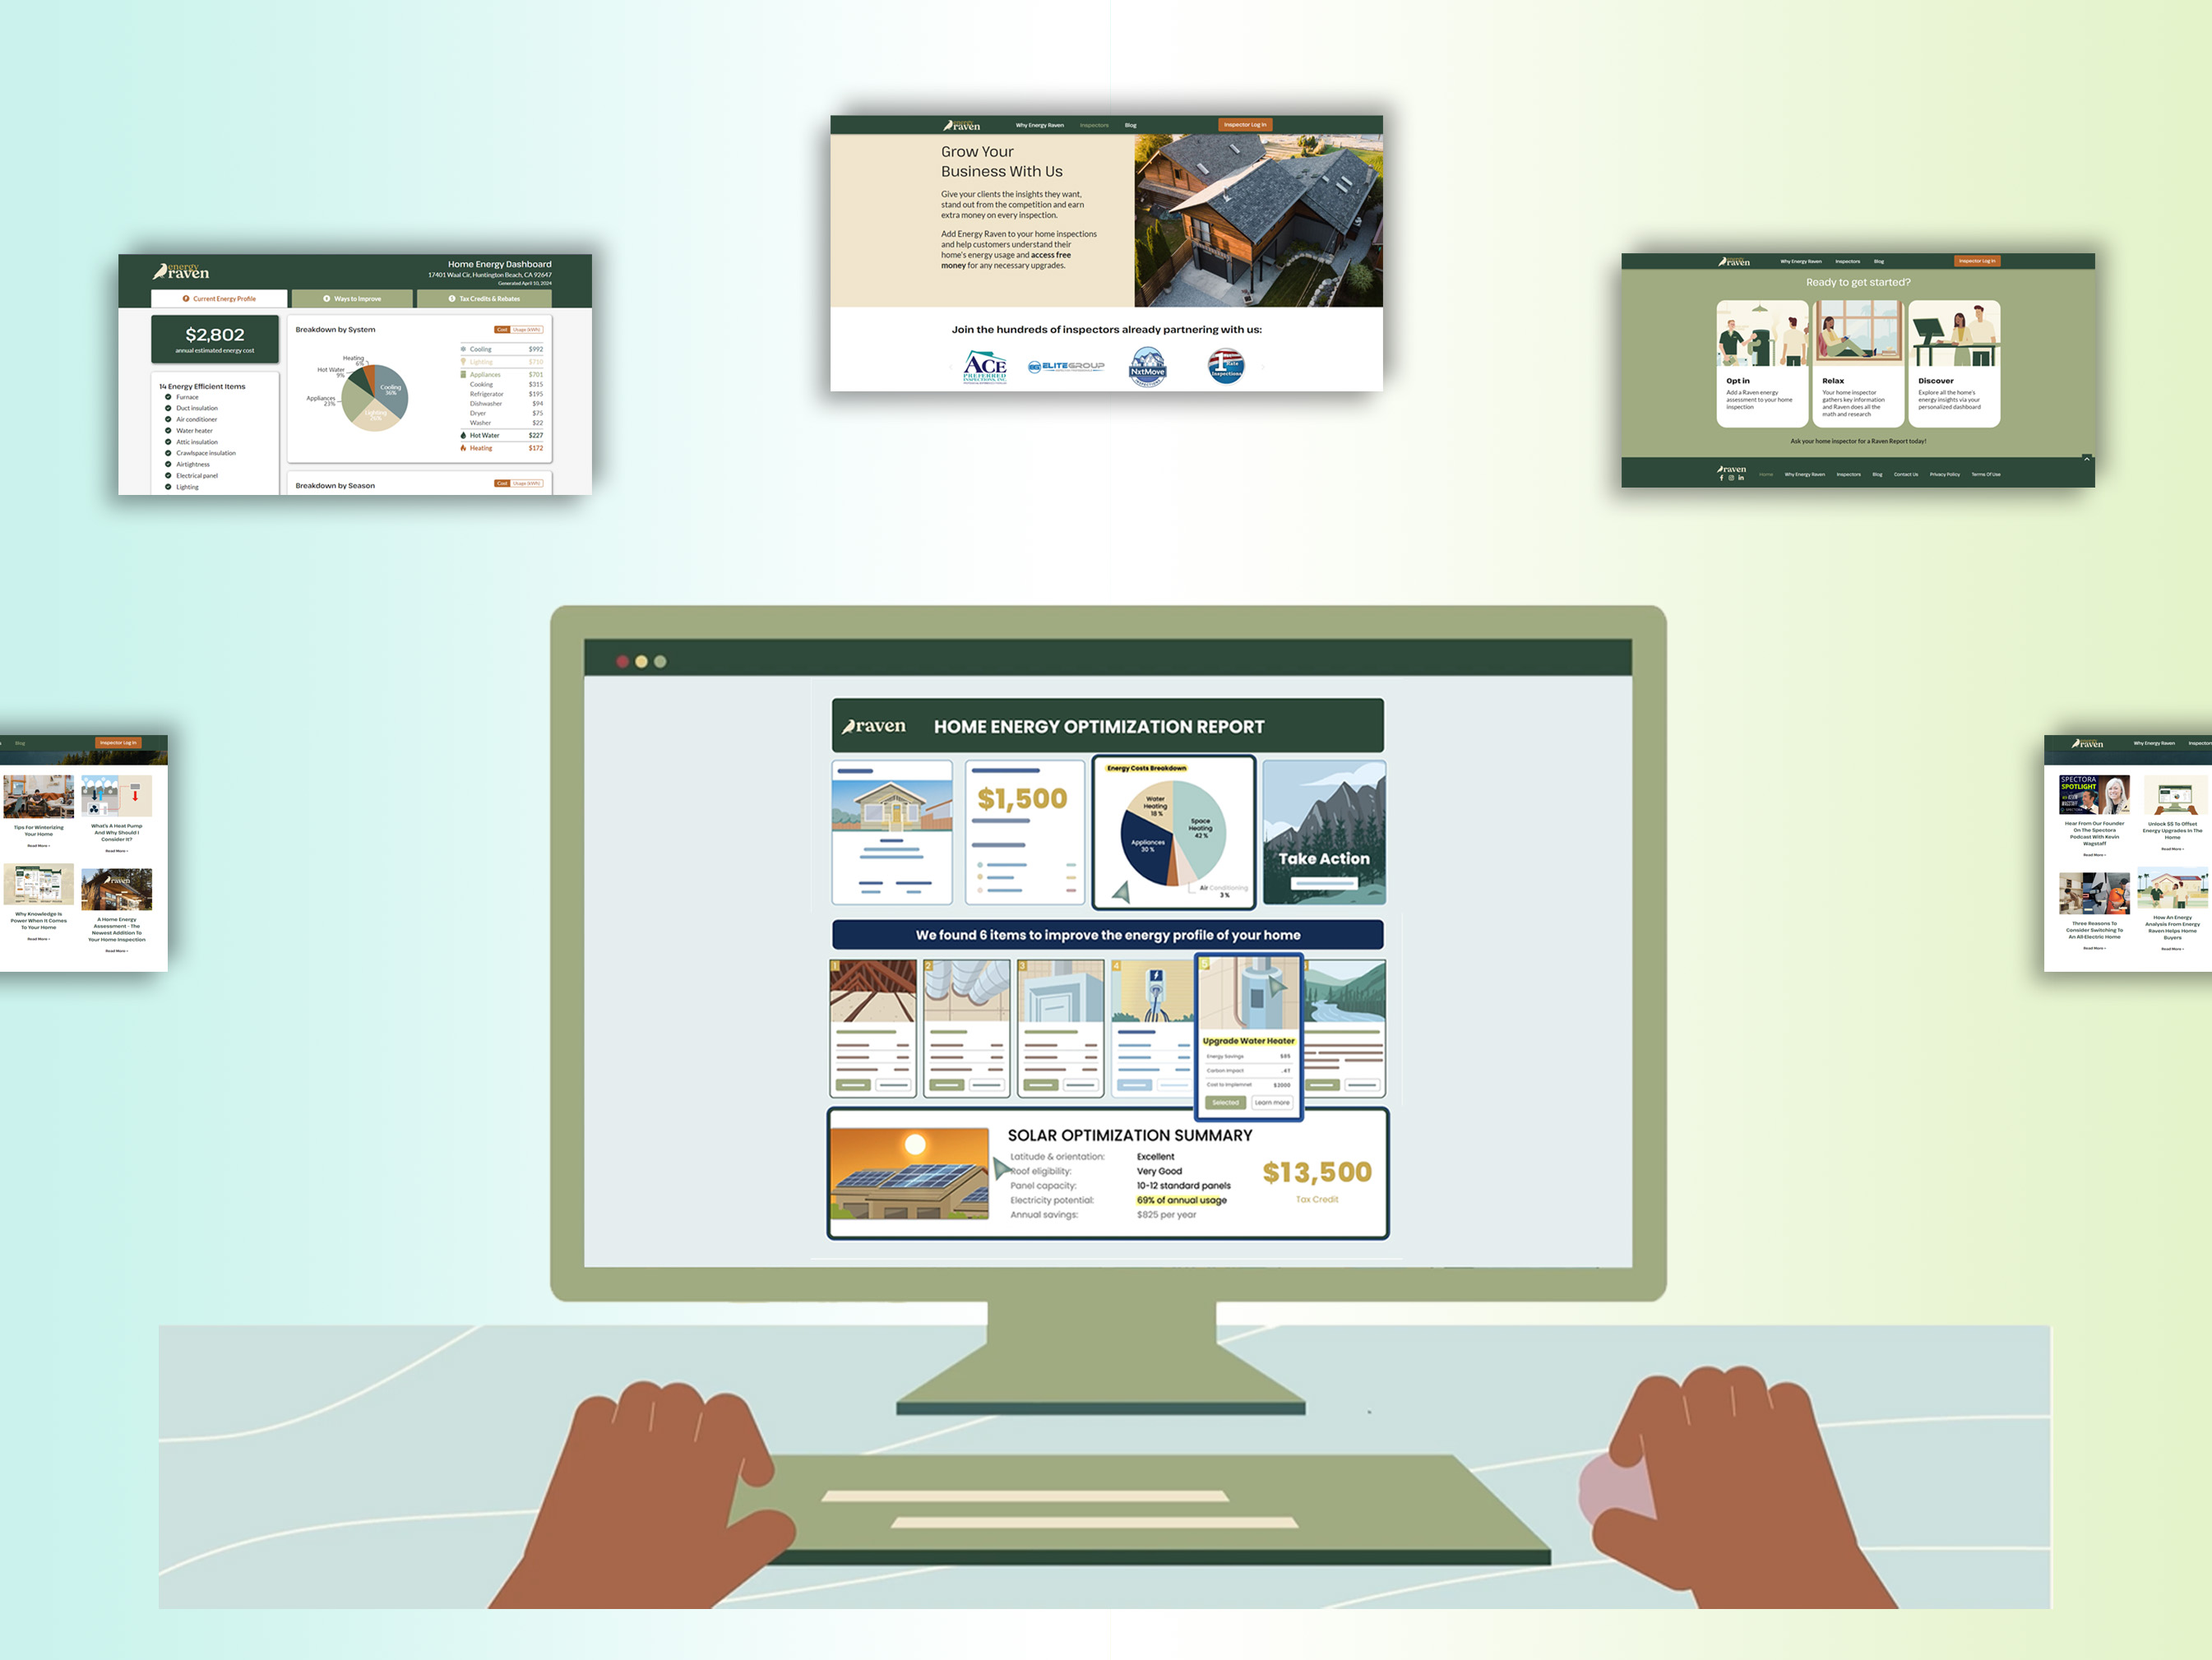 energy
raven
Why Energy Raven
Inspectors
Blog
Inspector Log In
Grow Your
Business With Us
Give your clients the insights they want,
stand out from the competition and earn
extra money on every inspection.
Add Energy Raven to your home inspections
and help customers understand their
home's energy usage and access free
money for any necessary upgrades.
Join the hundreds of inspectors already partnering with us:
ACE
PREFERRED
INSPECTIONS, INC.
ELITEGROUP
NxtMove
INSPECTIONS
1st
Inspections
energy
raven
Home Energy Dashboard
17401 Waal Cir, Huntington Beach, CA 92647
Generated April 10, 2024
Current Energy Profile
Ways to Improve
Tax Credits & Rebates
$2,802
annual estimated energy cost
14 Energy Efficient Items
Furnace
Duct insulation
Air conditioner
Water heater
Attic insulation
Crawlspace insulation
Airtightness
Electrical panel
Lighting
Breakdown by System
Cost Usage (kWh)
Heating
6%
Hot Water
9%
Appliances
23%
Cooling
36%
Lighting
26%
Cooling $992
Lighting $710
Appliances $701
Cooking $315
Refrigerator $195
Dishwasher $94
Dryer $75
Washer $22
Hot Water $227
Heating $172
Breakdown by Season
Cost Usage (kWh)
raven
Why Energy Raven
Inspectors
Blog
Inspector Log In
Ready to get started?
Opt in
Add a Raven energy
assessment to your home
inspection
Relax
Your home inspector
gathers key information
and Raven does all the
math and research
Discover
Explore all the home's
energy insights via your
personalized dashboard
Ask your home inspector for a Raven Report today!
raven
Home
Why Energy Raven
Inspectors
Blog
Contact Us
Privacy Policy
Terms Of Use
Blog
Inspector Log In
Tips For Winterizing
Your Home
Read More »
What's A Heat Pump
And Why Should I
Consider It?
Read More »
Why Knowledge Is
Power When It Comes
To Your Home
Read More »
raven
A Home Energy
Assessment - The
Newest Addition To
Your Home Inspection
Read More »
raven
HOME ENERGY OPTIMIZATION REPORT
$1,500
Energy Costs Breakdown
Water
Heating
18 %
Space
Heating
42 %
Appliances
30 %
Air Conditioning
3 %
Take Action
We found 6 items to improve the energy profile of your home
1
2
3
4
5
Upgrade Water Heater
Energy Savings $95
Carbon Impact .41
Cost to Implemnet $3000
Selected
Learn more
SOLAR OPTIMIZATION SUMMARY
Latitude & orientation: Excellent
Roof eligibility: Very Good
Panel capacity: 10-12 standard panels
Electricity potential: 69% of annual usage
Annual savings: $825 per year
$13,500
Tax Credit
raven
Why Energy Raven
Inspectors
SPECTORA
SPOTLIGHT
Hear From Our Founder
On The Spectora
Podcast With Kevin
Wagstaff
Read More »
Unlock $$ To Offset
Energy Upgrades In The
Home
Read More »
Three Reasons To
Consider Switching To
An All-Electric Home
Read More »
How An Energy
Analysis From Energy
Raven Helps Home
Buyers
Read More »